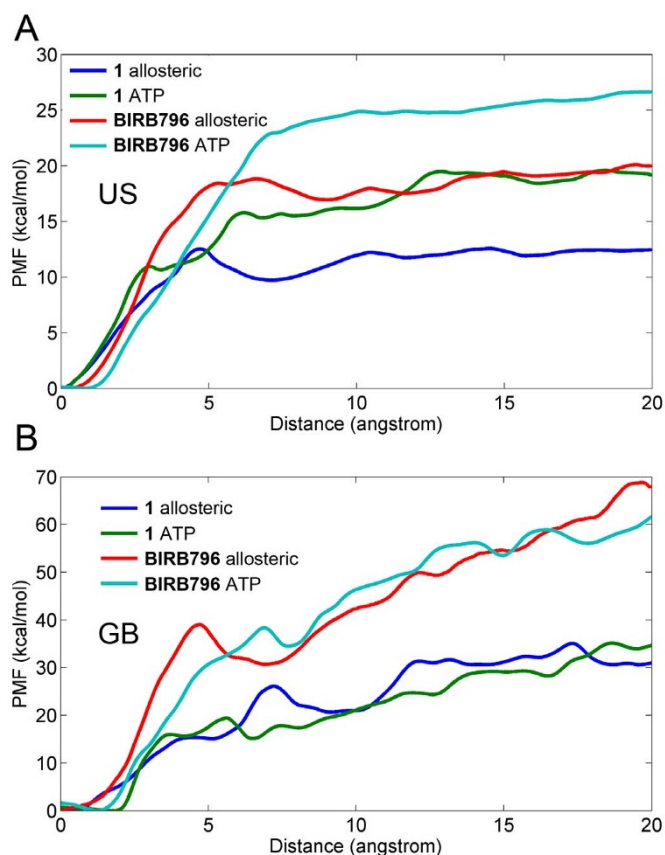 A
30
25
20
15
10
5
0
PMF (kcal/mol)
1 allosteric
1 ATP
BIRB796 allosteric
BIRB796 ATP
US
0 5 10 15 20
Distance (angstrom)
B
70
60
50
40
30
20
10
0
PMF (kcal/mol)
1 allosteric
1 ATP
BIRB796 allosteric
BIRB796 ATP
GB
0 5 10 15 20
Distance (angstrom)